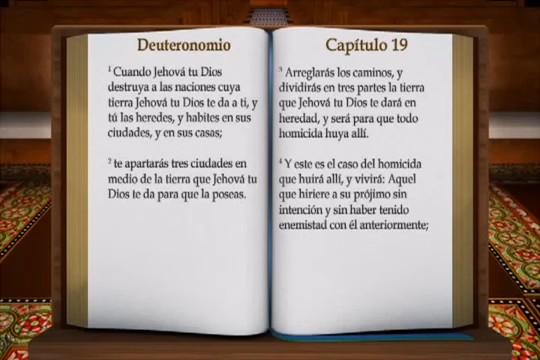 Deuteronomio
¹ Cuando Jehová tu Dios
destruya a las naciones cuya
tierra Jehová tu Dios te da a ti, y
tú las heredes, y habites en sus
ciudades, y en sus casas;
² te apartarás tres ciudades en
medio de la tierra que Jehová tu
Dios te da para que la poseas.
Capítulo 19
³ Arreglarás los caminos, y
dividirás en tres partes la tierra
que Jehová tu Dios te dará en
heredad, y será para que todo
homicida huya allí.
⁴ Y este es el caso del homicida
que huirá allí, y vivirá: Aquel
que hiriere a su prójimo sin
intención y sin haber tenido
enemistad con él anteriormente;